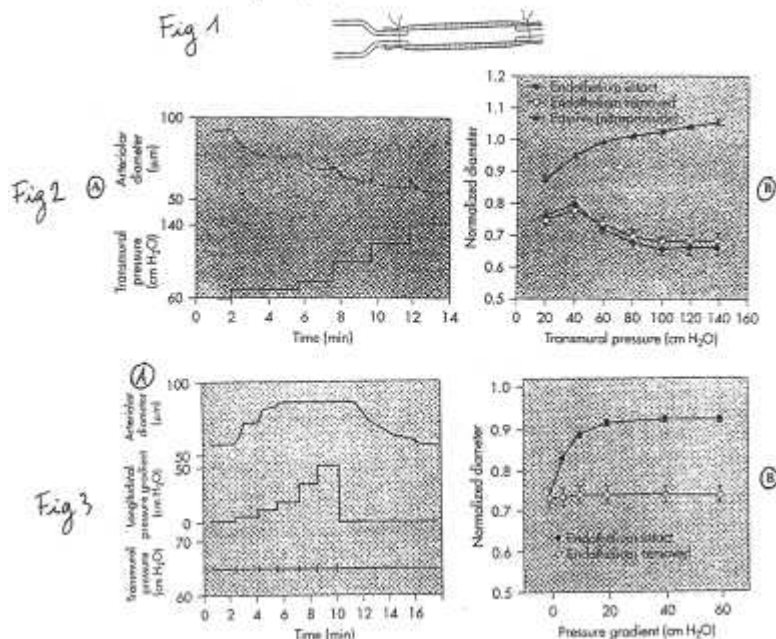 Fig 1
Fig 2
A
Arteriolar diameter (μm)
100
50
Transmural pressure (cm H₂O)
140
60
0 2 4 6 8 10 12 14
Time (min)
B
Normalized diameter
1.2
1.1
1.0
0.9
0.8
0.7
0.6
0.5
Endothelium intact
Endothelium removed
Passive (nitroprusside)
0 20 40 60 80 100 120 140 160
Transmural pressure (cm H₂O)
Fig 3
A
Arteriolar diameter (μm)
100
50
Longitudinal pressure gradient (cm H₂O)
50
0
Transmural pressure (cm H₂O)
70
60
0 2 4 6 8 10 12 14 16
Time (min)
B
Normalized diameter
1.0
0.9
0.8
0.7
0.6
0.5
Endothelium intact
Endothelium removed
0 20 40 60
Pressure gradient (cm H₂O)